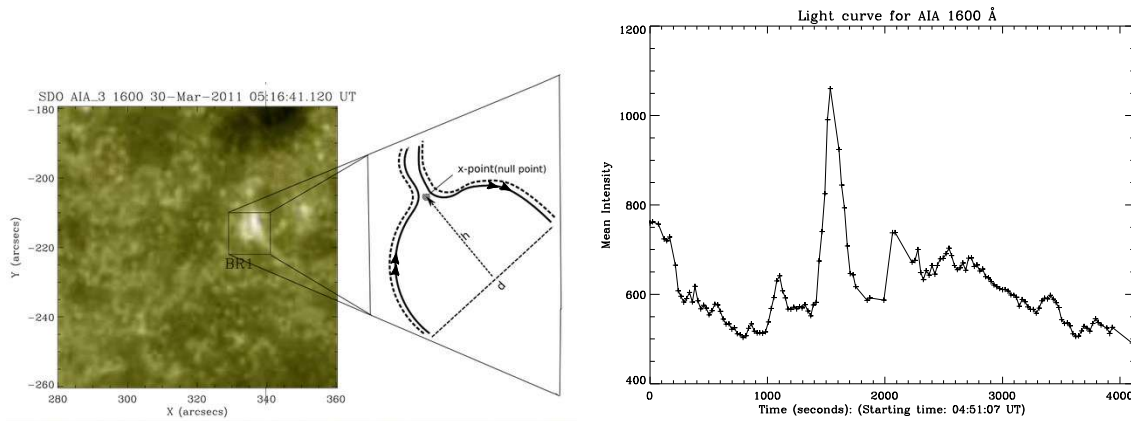 SDO AIA_3 1600 30-Mar-2011 05:16:41.120 UT
-180
-200
-220
-240
-260
Y (arcsecs)
280 300 320 340 360
X (arcsecs)
BR1
x-point(null point)
h
d
Light curve for AIA 1600 Å
1200
1000
800
600
400
Mean Intensity
0 1000 2000 3000 4000
Time (seconds): (Starting time: 04:51:07 UT)